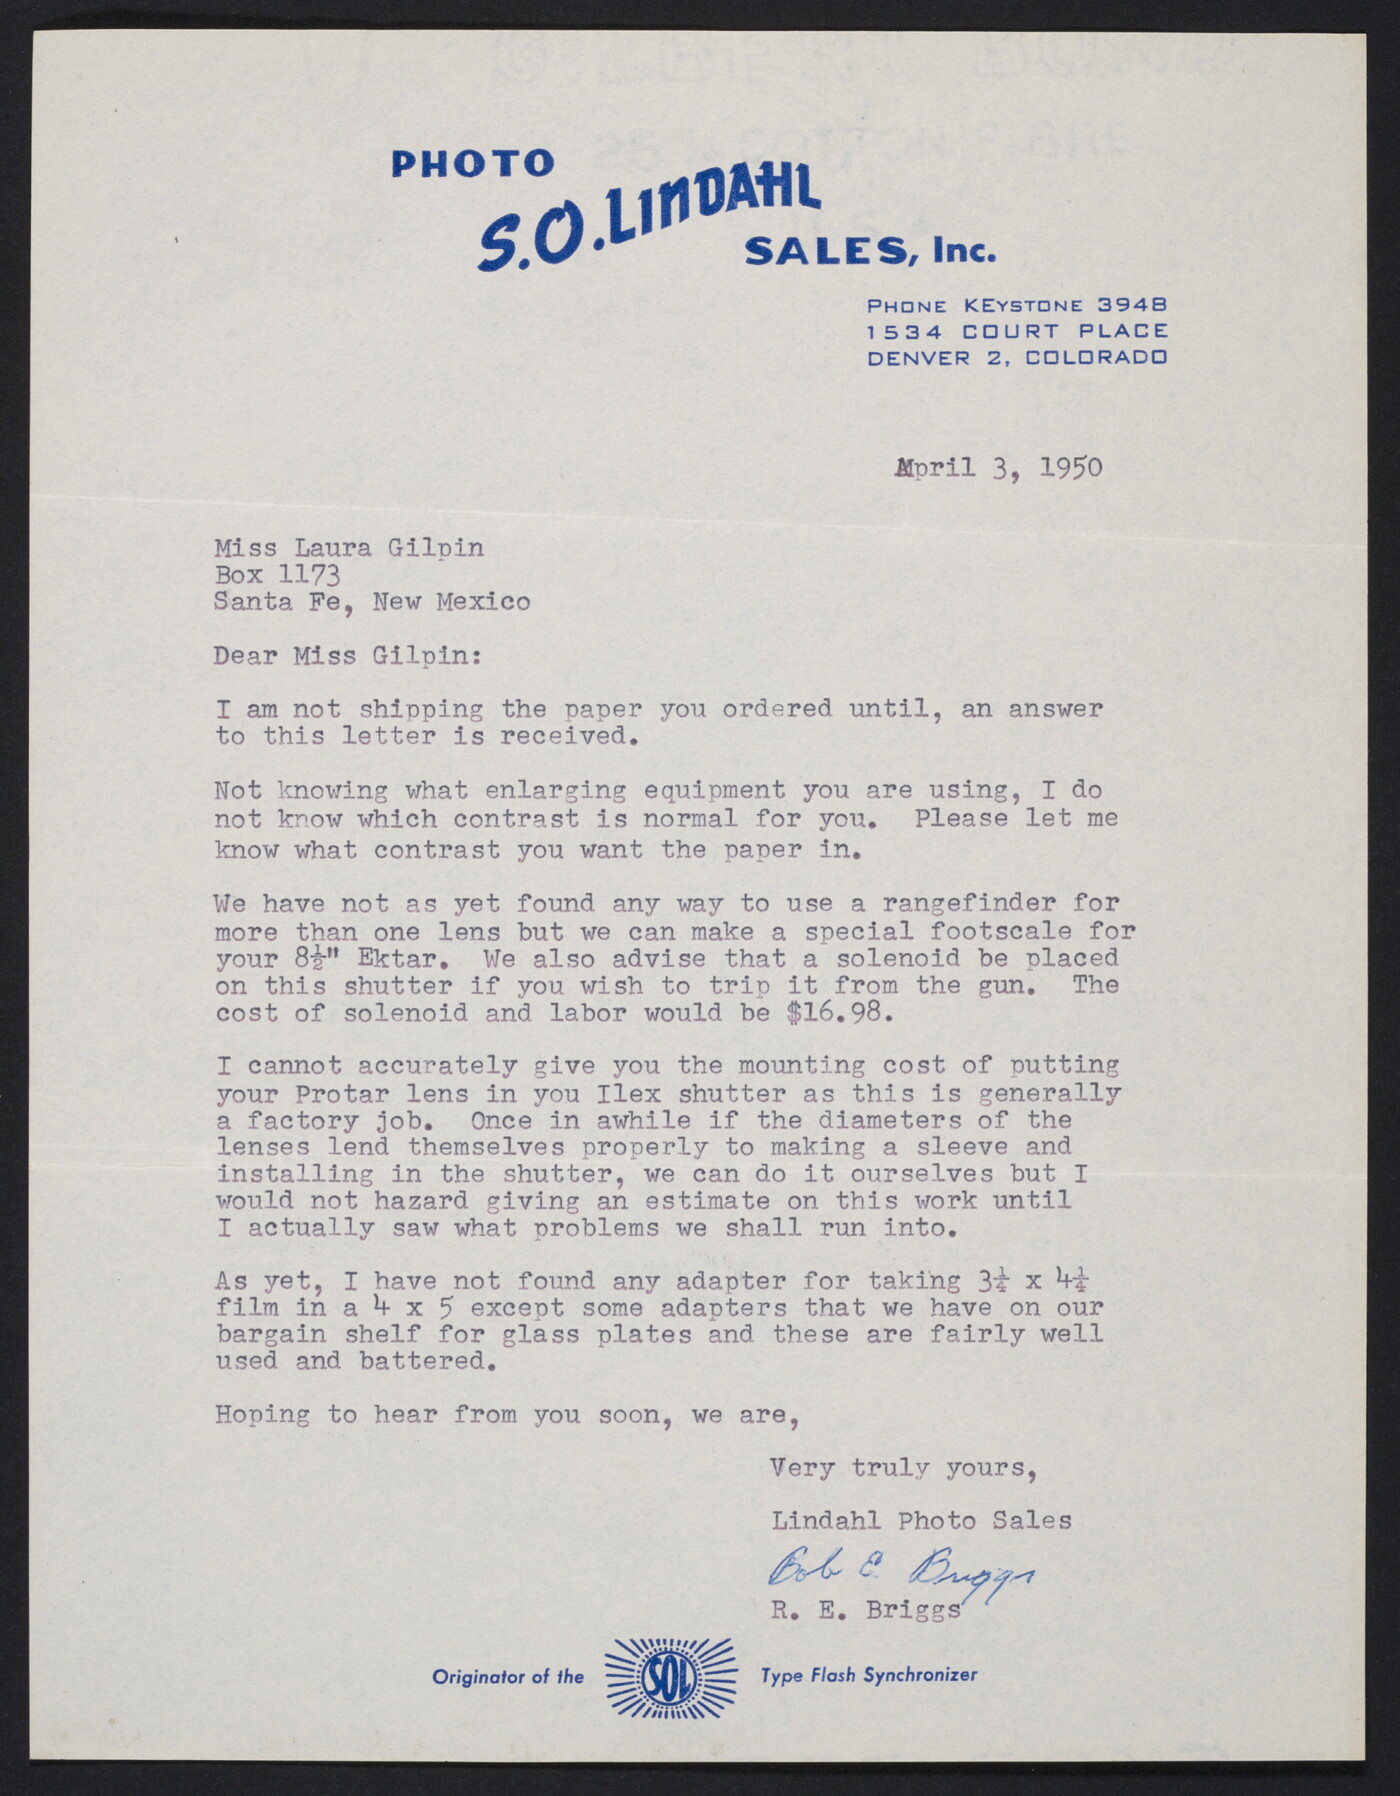 PHOTO
S.O. LINDAHL
SALES, Inc.
PHONE KEYSTONE 3948
1534 COURT PLACE
DENVER 2, COLORADO
April 3, 1950
Miss Laura Gilpin
Box 1173
Santa Fe, New Mexico
Dear Miss Gilpin:
I am not shipping the paper you ordered until, an answer
to this letter is received.
Not knowing what enlarging equipment you are using, I do
not know which contrast is normal for you. Please let me
know what contrast you want the paper in.
We have not as yet found any way to use a rangefinder for
more than one lens but we can make a special footscale for
your 8½" Ektar. We also advise that a solenoid be placed
on this shutter if you wish to trip it from the gun. The
cost of solenoid and labor would be $16.98.
I cannot accurately give you the mounting cost of putting
your Protar lens in you Ilex shutter as this is generally
a factory job. Once in awhile if the diameters of the
lenses lend themselves properly to making a sleeve and
installing in the shutter, we can do it ourselves but I
would not hazard giving an estimate on this work until
I actually saw what problems we shall run into.
As yet, I have not found any adapter for taking 3¼ x 4¼
film in a 4 x 5 except some adapters that we have on our
bargain shelf for glass plates and these are fairly well
used and battered.
Hoping to hear from you soon, we are,
Very truly yours,
Lindahl Photo Sales
Bob E Briggs
R. E. Briggs
Originator of the SOL Type Flash Synchronizer